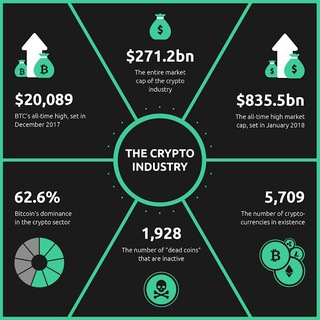 $271.2bn
The entire market
cap of the crypto
industry
$20,089
BTC's all-time high, set in
December 2017
$835.5bn
The all-time high market
cap, set in January 2018
THE CRYPTO
INDUSTRY
62.6%
Bitcoin's dominance
in the crypto sector
5,709
The number of crypto-
currencies in existence
1,928
The number of "dead coins"
that are inactive